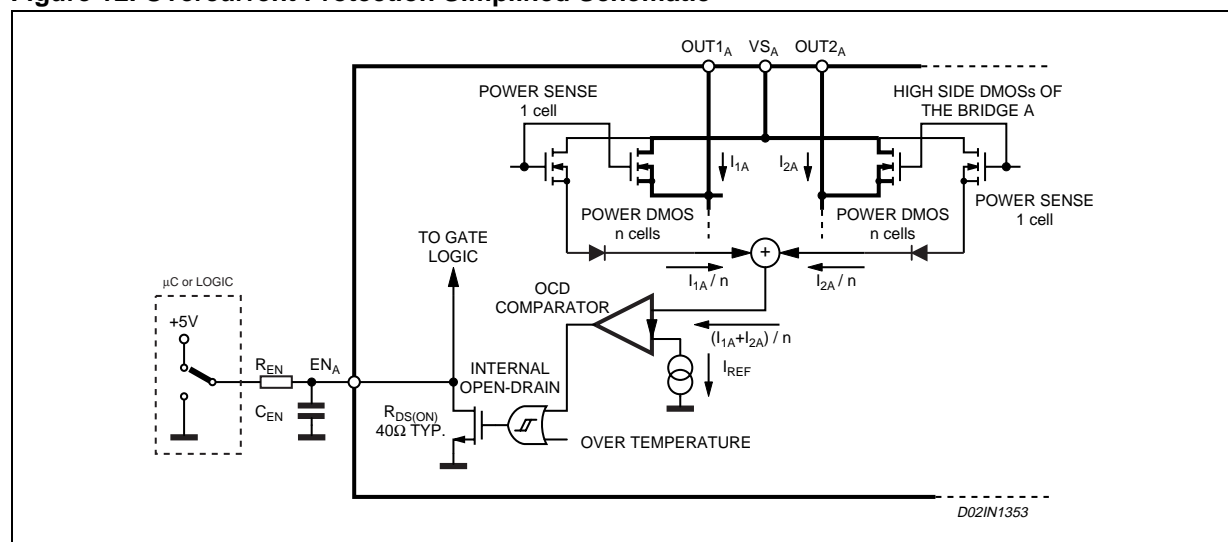 Figure 12. Overcurrent Protection Simplified Schematic
OUT1A VSA OUT2A
POWER SENSE
1 cell
HIGH SIDE DMOSs OF
THE BRIDGE A
I1A I2A
POWER DMOS
n cells
POWER DMOS
n cells
POWER SENSE
1 cell
TO GATE
LOGIC
+
I1A / n
I2A / n
OCD
COMPARATOR
(I1A+I2A) / n
IREF
μC or LOGIC
+5V
REN
ENA
CEN
INTERNAL
OPEN-DRAIN
RDS(ON)
40Ω TYP.
OVER TEMPERATURE
D02IN1353